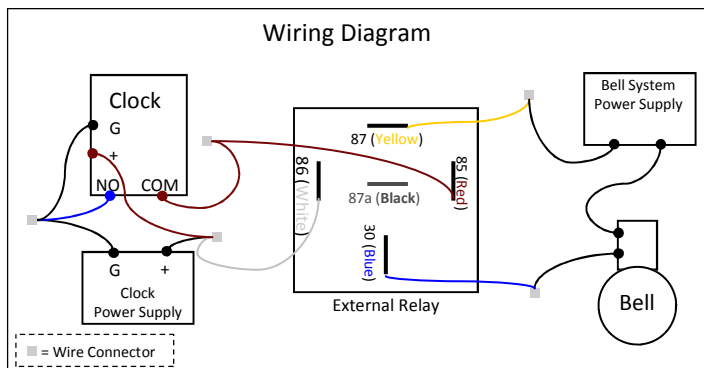 Wiring Diagram
Clock
G
+
NO COM
G +
Clock
Power Supply
= Wire Connector
87 (Yellow)
86 (White)
85 (Red)
87a (Black)
30 (Blue)
External Relay
Bell System
Power Supply
Bell